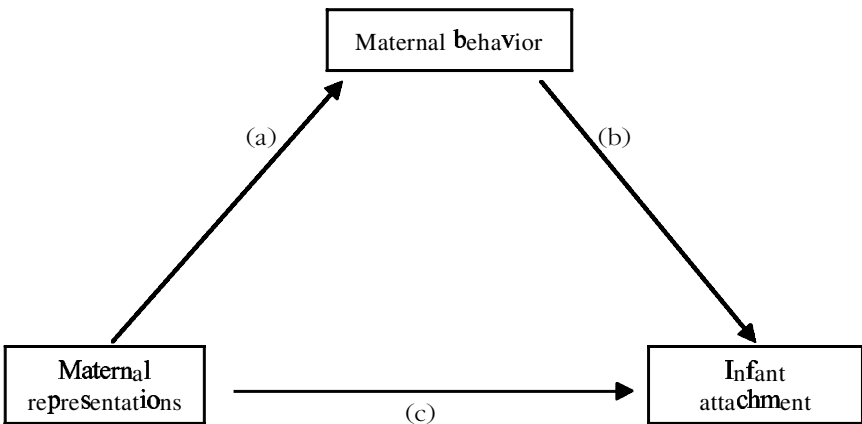 Maternal behavior
(a)
(b)
Maternal
representations
Infant
attachment
(c)